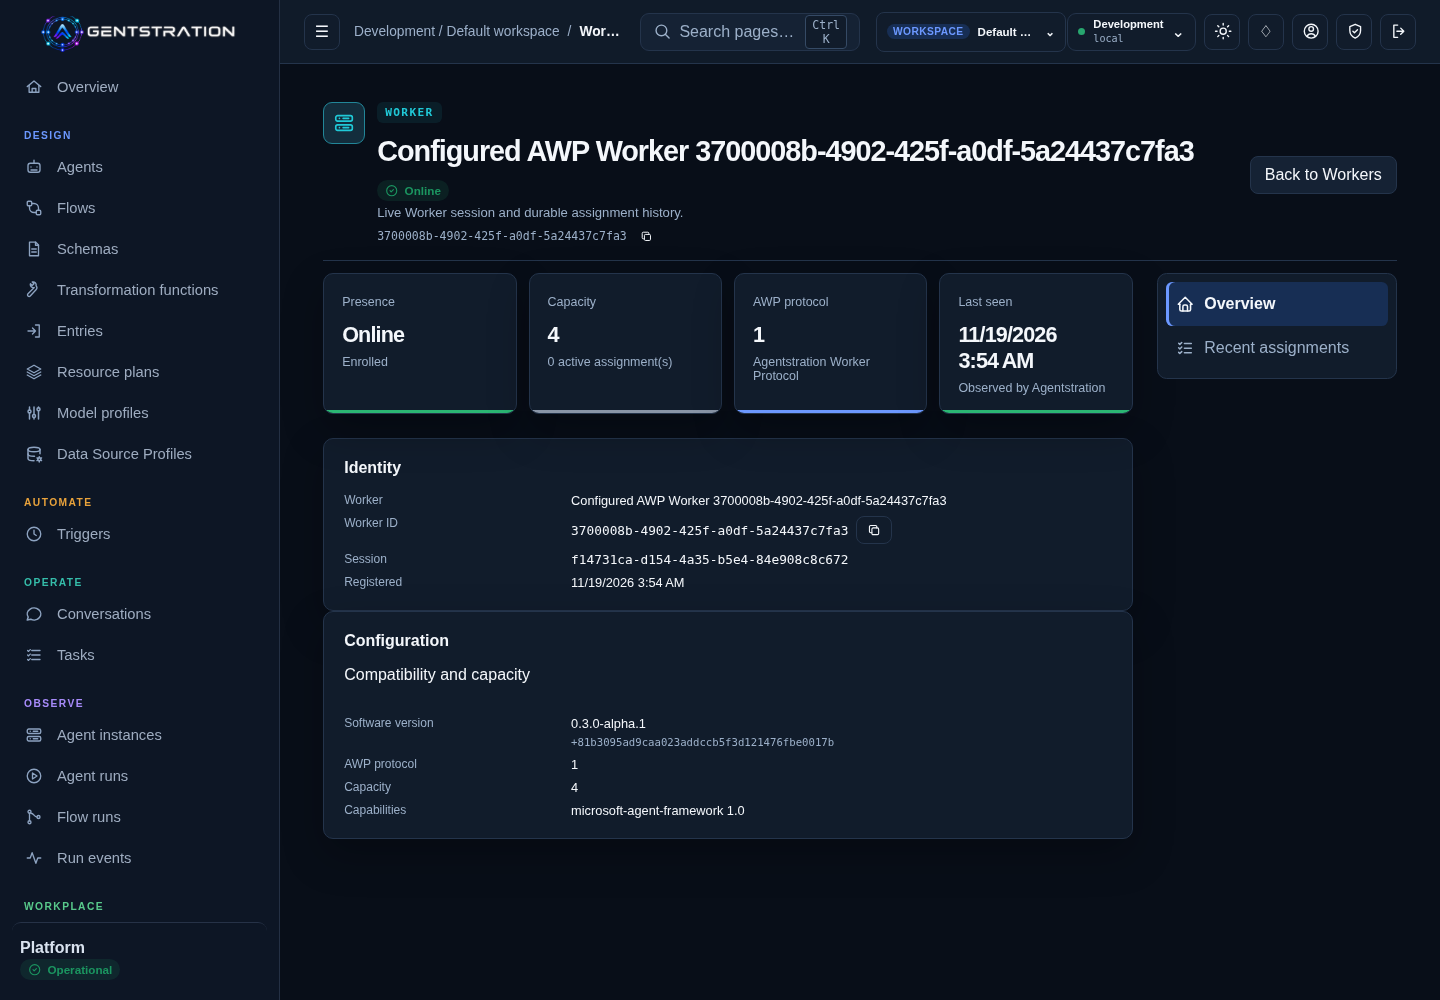 GENTSTRATION
Overview
DESIGN
Agents
Flows
Schemas
Transformation functions
Entries
Resource plans
Model profiles
Data Source Profiles
AUTOMATE
Triggers
OPERATE
Conversations
Tasks
OBSERVE
Agent instances
Agent runs
Flow runs
Run events
WORKPLACE
Platform
Operational
Development / Default workspace / Wor…
Search pages…
Ctrl
K
WORKSPACE Default …
Development
local
WORKER
Configured AWP Worker 3700008b-4902-425f-a0df-5a24437c7fa3
Online
Live Worker session and durable assignment history.
3700008b-4902-425f-a0df-5a24437c7fa3
Back to Workers
Presence
Online
Enrolled
Capacity
4
0 active assignment(s)
AWP protocol
1
Agentstration Worker
Protocol
Last seen
11/19/2026
3:54 AM
Observed by Agentstration
Overview
Recent assignments
Identity
Worker Configured AWP Worker 3700008b-4902-425f-a0df-5a24437c7fa3
Worker ID 3700008b-4902-425f-a0df-5a24437c7fa3
Session f14731ca-d154-4a35-b5e4-84e908c8c672
Registered 11/19/2026 3:54 AM
Configuration
Compatibility and capacity
Software version 0.3.0-alpha.1
+81b3095ad9caa023addccb5f3d121476fbe0017b
AWP protocol 1
Capacity 4
Capabilities microsoft-agent-framework 1.0